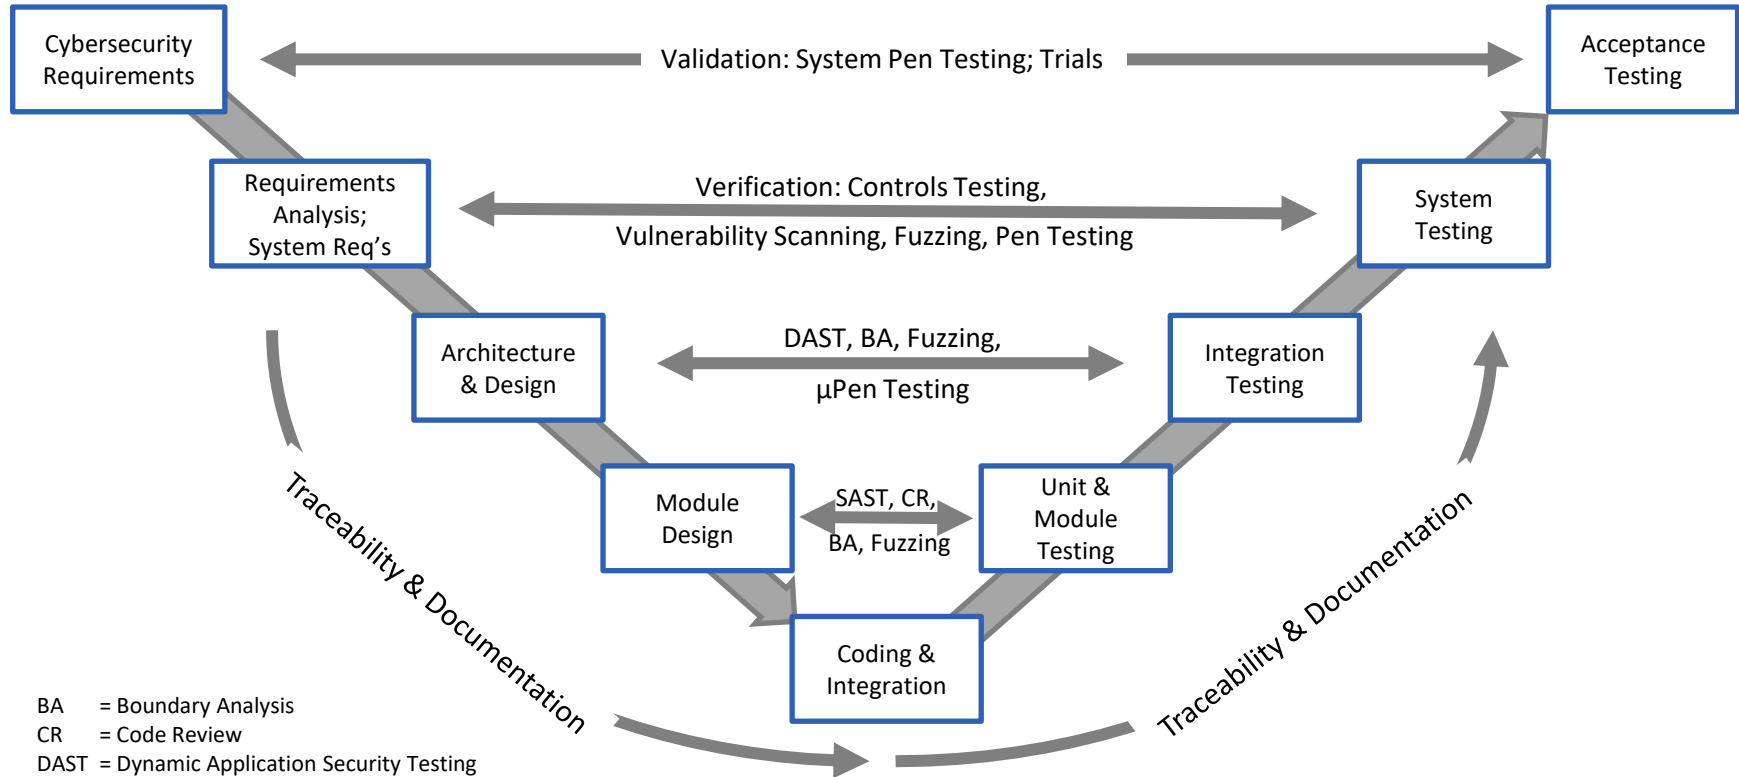 Cybersecurity
Requirements
Validation: System Pen Testing; Trials
Acceptance
Testing
Requirements
Analysis;
System Req’s
Verification: Controls Testing,
Vulnerability Scanning, Fuzzing, Pen Testing
System
Testing
Architecture
& Design
DAST, BA, Fuzzing,
µPen Testing
Integration
Testing
Module
Design
SAST, CR,
BA, Fuzzing
Unit &
Module
Testing
Coding &
Integration
Traceability & Documentation
Traceability & Documentation
BA = Boundary Analysis
CR = Code Review
DAST = Dynamic Application Security Testing